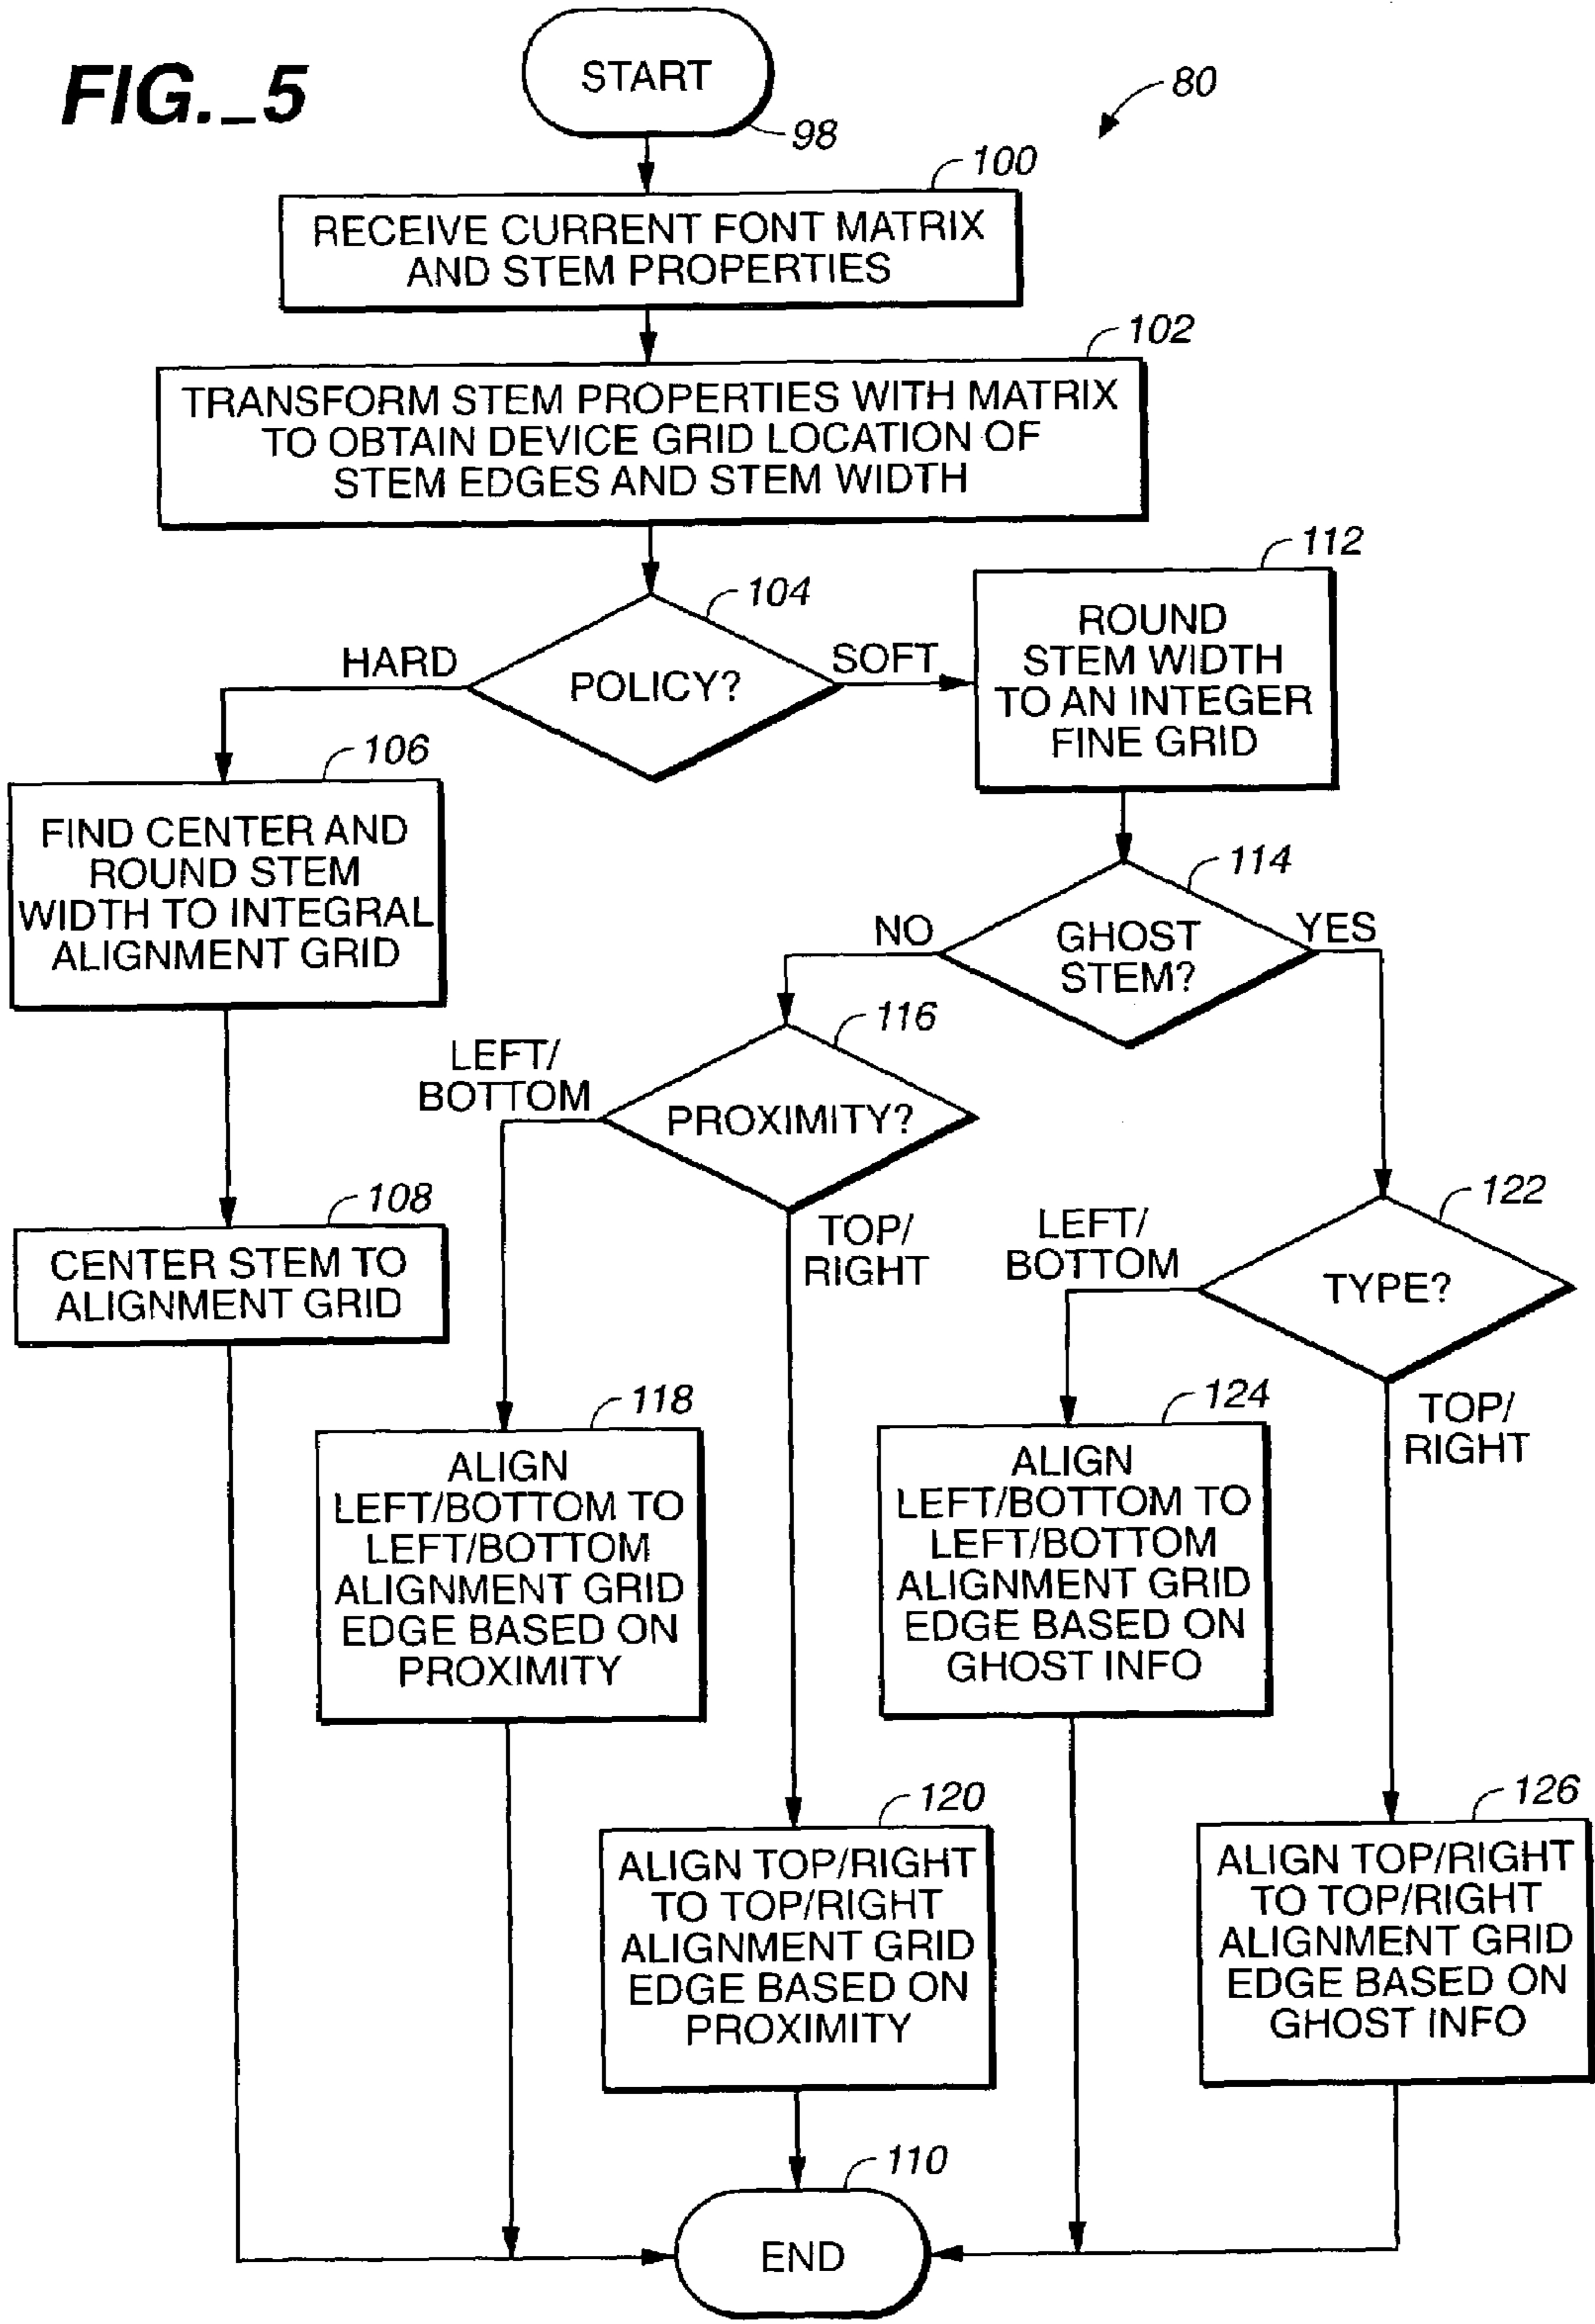 FIG._5
START
98
80
100
RECEIVE CURRENT FONT MATRIX
AND STEM PROPERTIES
102
TRANSFORM STEM PROPERTIES WITH MATRIX
TO OBTAIN DEVICE GRID LOCATION OF
STEM EDGES AND STEM WIDTH
104
POLICY?
HARD
SOFT
112
ROUND
STEM WIDTH
TO AN INTEGER
FINE GRID
106
FIND CENTER AND
ROUND STEM
WIDTH TO INTEGRAL
ALIGNMENT GRID
114
GHOST
STEM?
NO
YES
116
PROXIMITY?
LEFT/
BOTTOM
TOP/
RIGHT
108
CENTER STEM TO
ALIGNMENT GRID
122
TYPE?
LEFT/
BOTTOM
TOP/
RIGHT
118
ALIGN
LEFT/BOTTOM TO
LEFT/BOTTOM
ALIGNMENT GRID
EDGE BASED ON
PROXIMITY
124
ALIGN
LEFT/BOTTOM TO
LEFT/BOTTOM
ALIGNMENT GRID
EDGE BASED ON
GHOST INFO
120
ALIGN TOP/RIGHT
TO TOP/RIGHT
ALIGNMENT GRID
EDGE BASED ON
PROXIMITY
126
ALIGN TOP/RIGHT
TO TOP/RIGHT
ALIGNMENT GRID
EDGE BASED ON
GHOST INFO
110
END